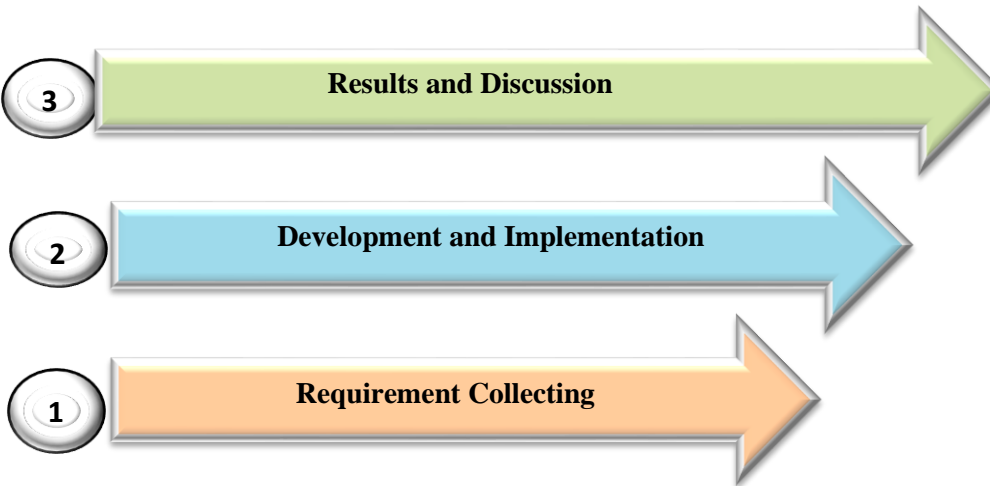 3
Results and Discussion
2
Development and Implementation
1
Requirement Collecting